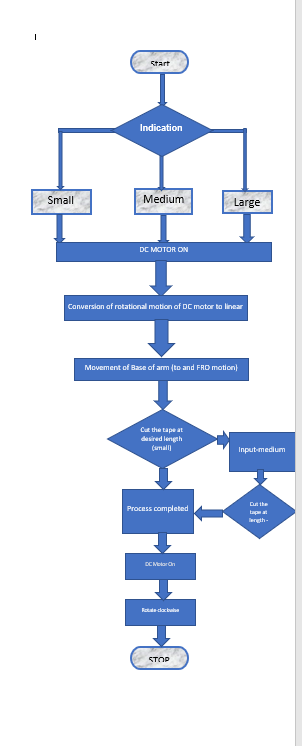 Start
Indication
Small
Medium
Large
DC MOTOR ON
Conversion of rotational motion of DC motor to linear
Movement of Base of arm (to and FRD motion)
Cut the tape at
desired length
(small)
Input-medium
Cut the
tape at
length -
Process completed
DC Motor On
Rotate clockwise
STOP